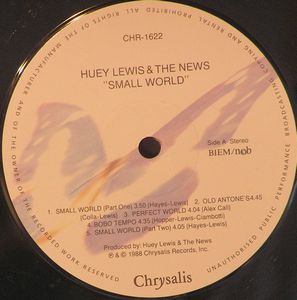 CHR-1622
HUEY LEWIS & THE NEWS
"SMALL WORLD"
Side A Stereo
BIEM/ncb
1. SMALL WORLD (Part One) 3:50 (Hayes-Lewis) 2. OLD ANTONE'S 4.45
(Colla-Lewis) 3. PERFECT WORLD 4:04 (Alex Call)
4. BOBO TEMPO 4:35 (Hopper-Lewis-Ciambotti)
5. SMALL WORLD (Part Two) 4:05 (Hayes-Lewis)
Produced by: Huey Lewis & The News
℗ & © 1988 Chrysalis Records, Inc.
Chrysalis
ALL RIGHTS OF THE MANUFACTURER AND OF THE OWNER OF THE RECORDED WORK RESERVED
UNAUTHORISED PUBLIC PERFORMANCE BROADCASTING COPYING AND RENTAL PROHIBITED